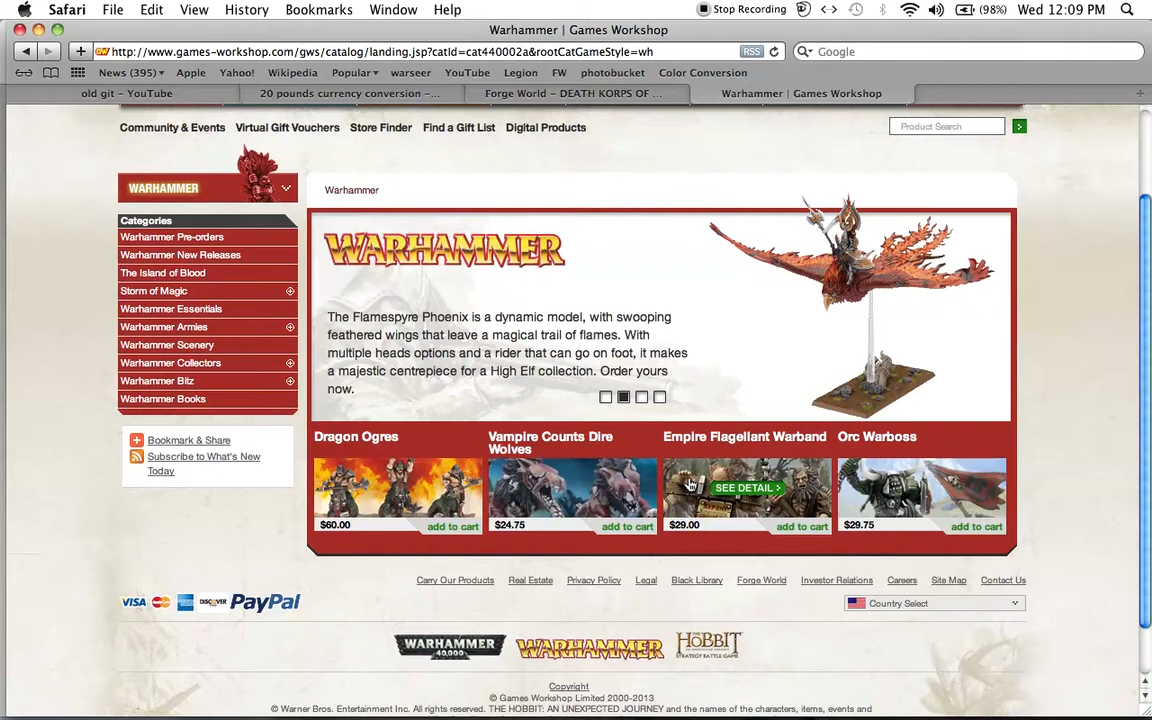 Safari File Edit View History Bookmarks Window Help Stop Recording (98%) Wed 12:09 PM
Warhammer | Games Workshop
http://www.games-workshop.com/gws/catalog/landing.jsp?catId=cat440002a&rootCatGameStyle=wh RSS Google
News (395) Apple Yahoo! Wikipedia Popular warseer YouTube Legion FW photobucket Color Conversion
old git – YouTube 20 pounds currency conversion –... Forge World – DEATH KORPS OF ... Warhammer | Games Workshop
Community & Events Virtual Gift Vouchers Store Finder Find a Gift List Digital Products Product Search
WARHAMMER
Warhammer
Categories
Warhammer Pre-orders
Warhammer New Releases
The Island of Blood
Storm of Magic
Warhammer Essentials
Warhammer Armies
Warhammer Scenery
Warhammer Collectors
Warhammer Bitz
Warhammer Books
Bookmark & Share
Subscribe to What's New
Today
WARHAMMER
The Flamespyre Phoenix is a dynamic model, with swooping
feathered wings that leave a magical trail of flames. With
multiple heads options and a rider that can go on foot, it makes
a majestic centrepiece for a High Elf collection. Order yours
now.
Dragon Ogres
$60.00 add to cart
Vampire Counts Dire
Wolves
$24.75 add to cart
Empire Flagellant Warband
SEE DETAIL >
$29.00 add to cart
Orc Warboss
$29.75 add to cart
Carry Our Products Real Estate Privacy Policy Legal Black Library Forge World Investor Relations Careers Site Map Contact Us
VISA MasterCard AMERICAN EXPRESS DISCOVER PayPal
Country Select
WARHAMMER
40,000
WARHAMMER
THE HOBBIT
STRATEGY BATTLE GAME
Copyright
© Games Workshop Limited 2000-2013
© Warner Bros. Entertainment Inc. All rights reserved. THE HOBBIT: AN UNEXPECTED JOURNEY and the names of the characters, items, events and